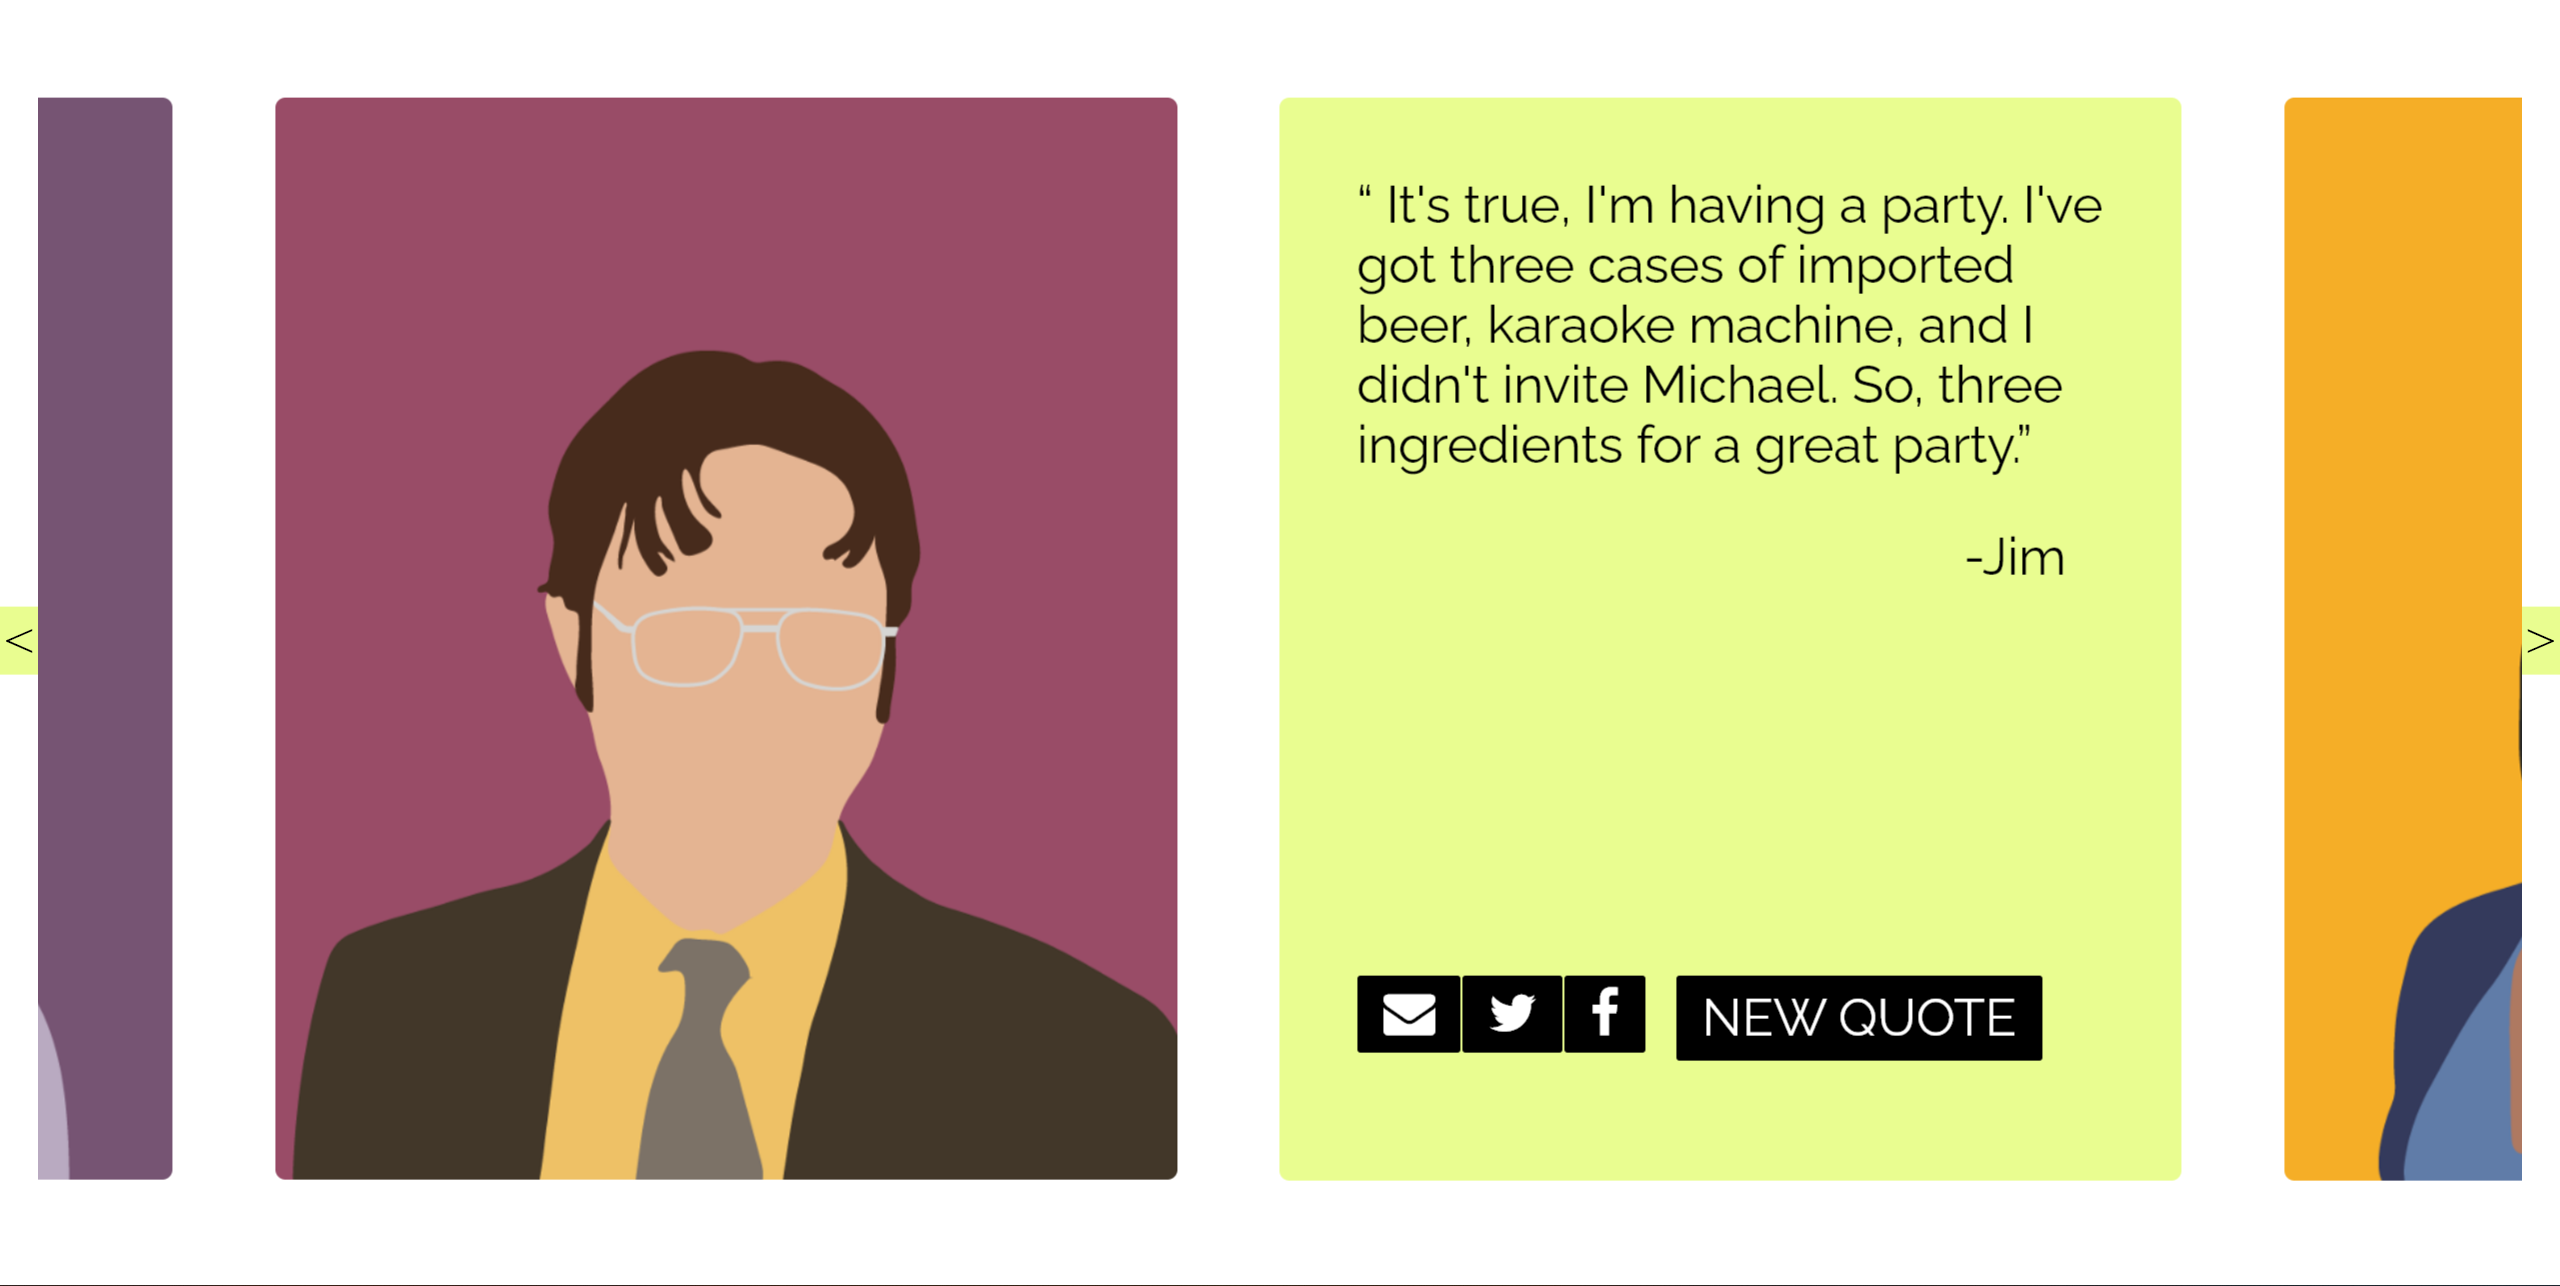 “ It's true, I'm having a party. I've
got three cases of imported
beer, karaoke machine, and I
didn't invite Michael. So, three
ingredients for a great party.”
-Jim
<
>
NEW QUOTE